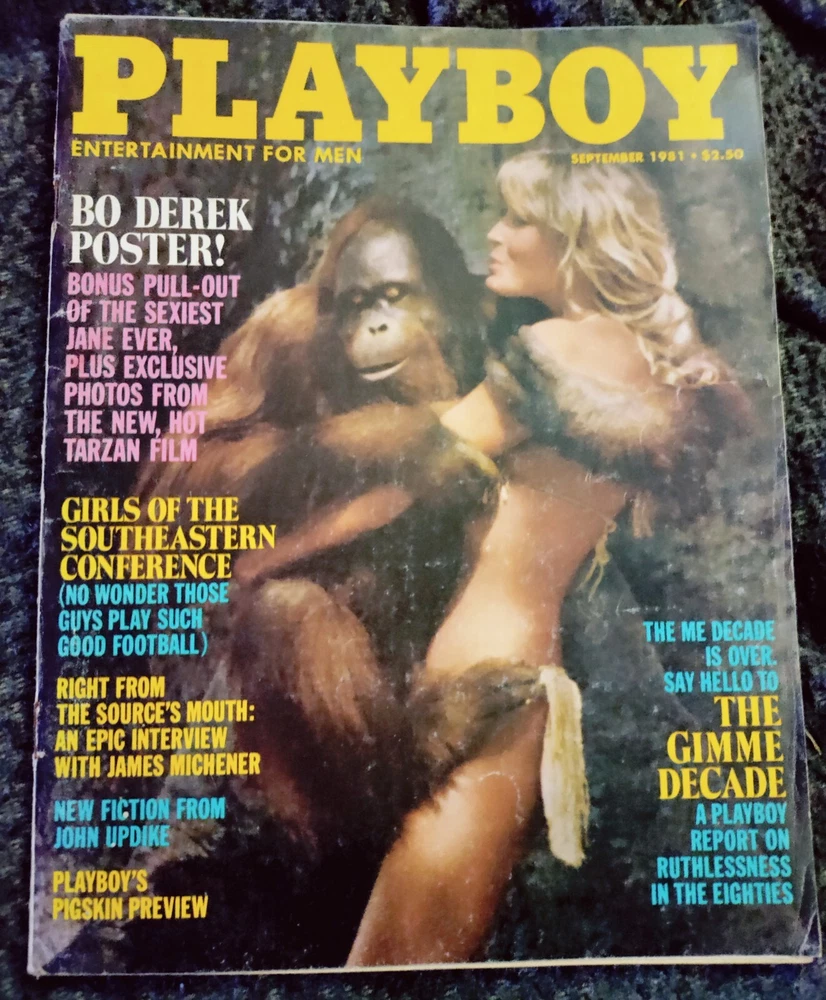 PLAYBOY
ENTERTAINMENT FOR MEN
SEPTEMBER 1981 • $2.50
BO DEREK
POSTER!
BONUS PULL-OUT
OF THE SEXIEST
JANE EVER,
PLUS EXCLUSIVE
PHOTOS FROM
THE NEW, HOT
TARZAN FILM
GIRLS OF THE
SOUTHEASTERN
CONFERENCE
(NO WONDER THOSE
GUYS PLAY SUCH
GOOD FOOTBALL)
RIGHT FROM
THE SOURCE'S MOUTH:
AN EPIC INTERVIEW
WITH JAMES MICHENER
NEW FICTION FROM
JOHN UPDIKE
PLAYBOY'S
PIGSKIN PREVIEW
THE ME DECADE
IS OVER.
SAY HELLO TO
THE
GIMME
DECADE
A PLAYBOY
REPORT ON
RUTHLESSNESS
IN THE EIGHTIES